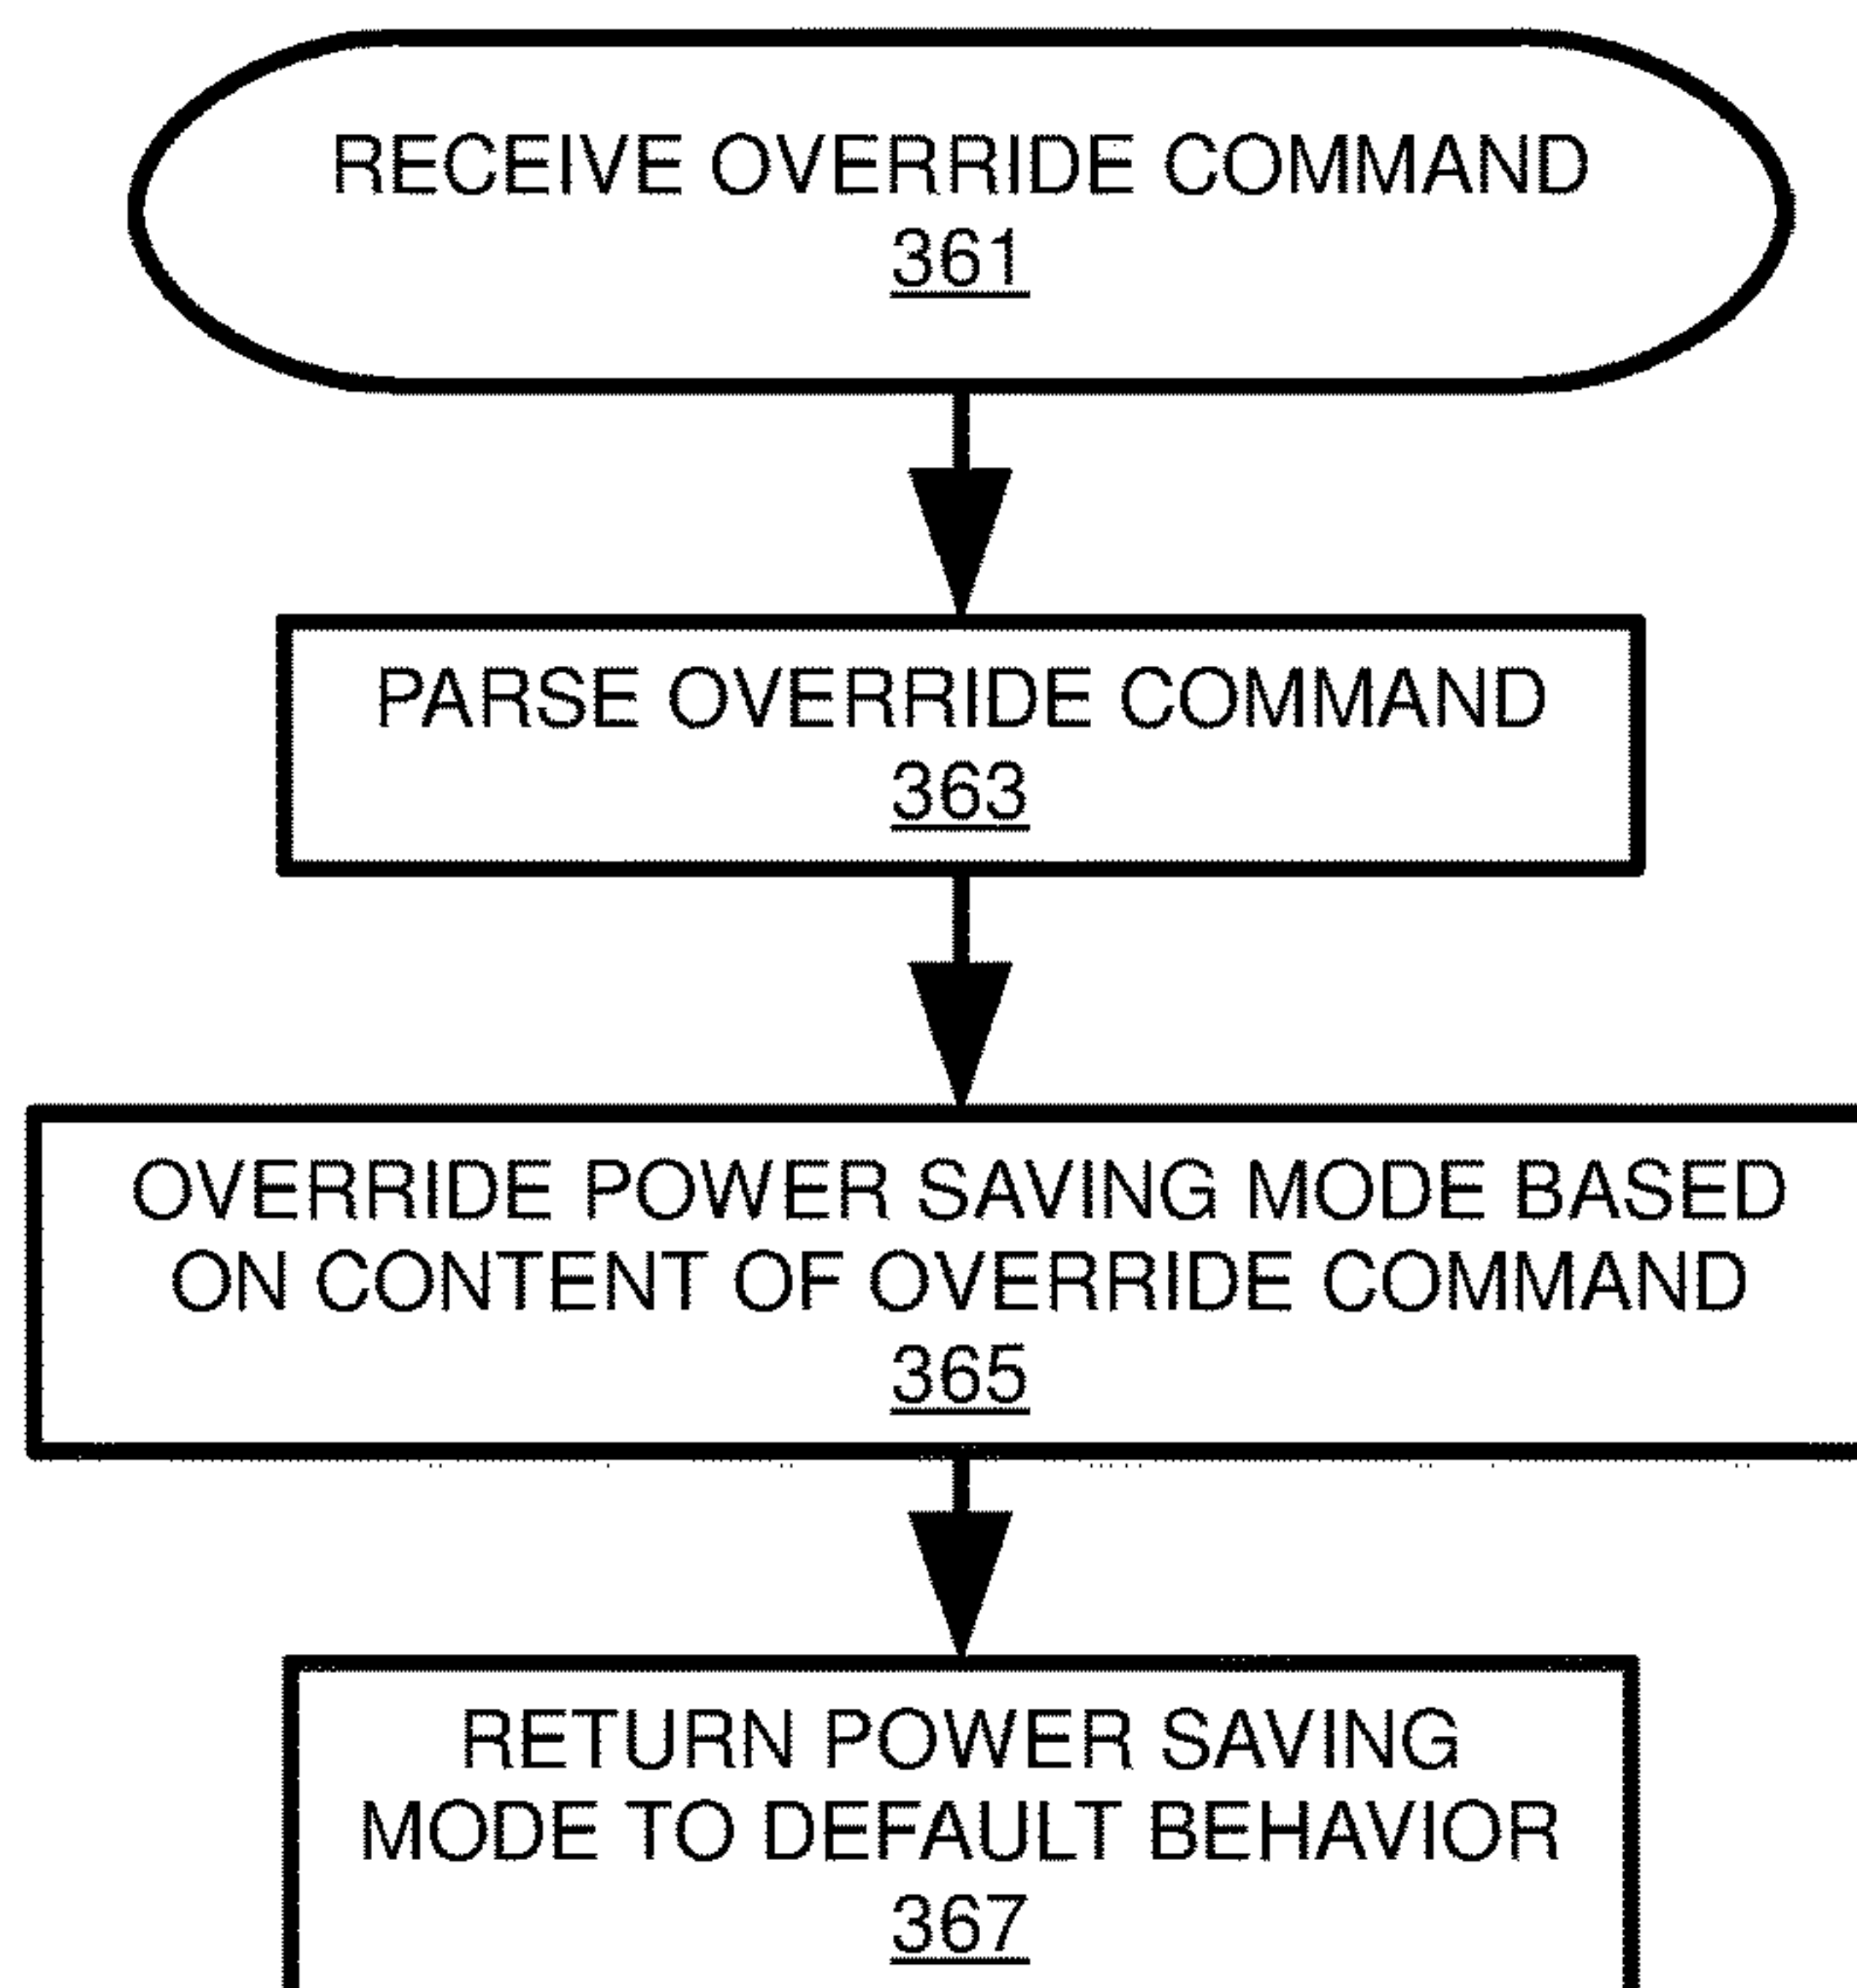 RECEIVE OVERRIDE COMMAND
361
PARSE OVERRIDE COMMAND
363
OVERRIDE POWER SAVING MODE BASED
ON CONTENT OF OVERRIDE COMMAND
365
RETURN POWER SAVING
MODE TO DEFAULT BEHAVIOR
367